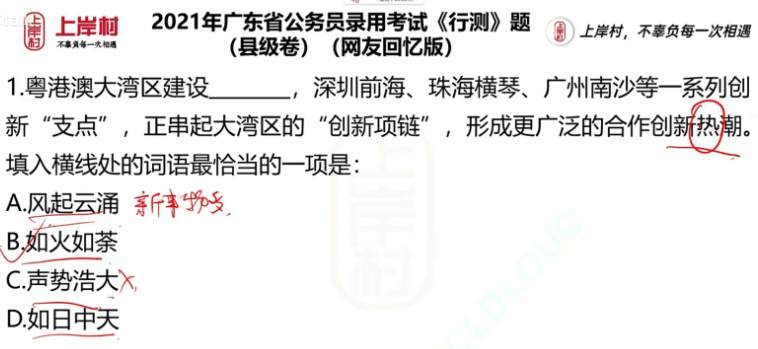 上岸村
不辜负每一次相遇
2021年广东省公务员录用考试《行测》题
（县级卷）（网友回忆版）
上岸村
上岸村，不辜负每一次相遇
1.粤港澳大湾区建设________，深圳前海、珠海横琴、广州南沙等一系列创
新“支点”，正串起大湾区的“创新项链”，形成更广泛的合作创新热潮。
填入横线处的词语最恰当的一项是：
A.风起云涌 新事物多
B.如火如荼
C.声势浩大
D.如日中天
上岸村
CLDLOUC